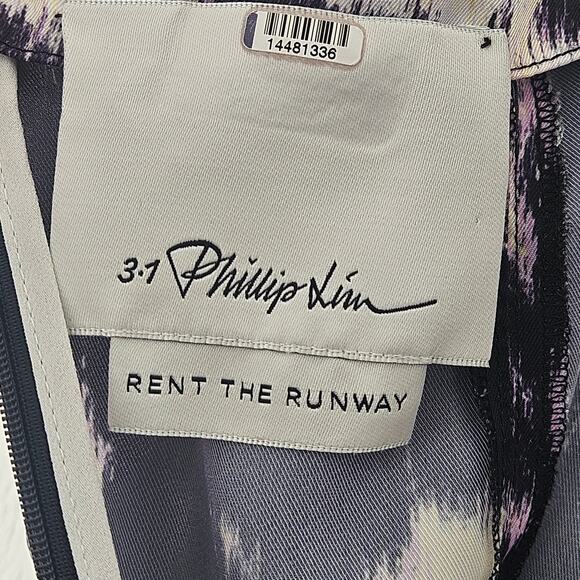 14481336
3.1 Phillip Lim
RENT THE RUNWAY